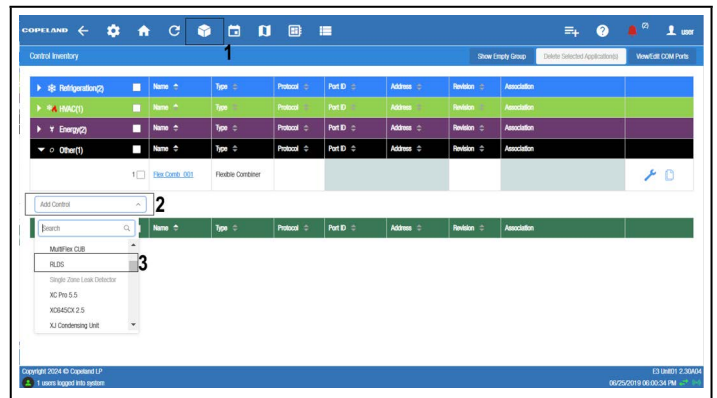 COPELAND
(2)
user
1
Control Inventory
Show Empty Group
Delete Selected Application(s)
View/Edit COM Ports
Refrigeration(2) Name Type Protocol Port ID Address Revision Association
HVAC(1) Name Type Protocol Port ID Address Revision Association
Energy(2) Name Type Protocol Port ID Address Revision Association
Other(1) Name Type Protocol Port ID Address Revision Association
1 Flex Comb_001 Flexible Combiner
Add Control 2
Search Name Type Protocol Port ID Address Revision Association
MultiFlex CUB
RLDS 3
Single Zone Leak Detector
XC Pro 5.5
XC645CX 2.5
XJ Condensing Unit
Copyright 2024 © Copeland LP E3 Unit01 2.30A04
1 users logged into system 06/25/2019 06:00:34 PM